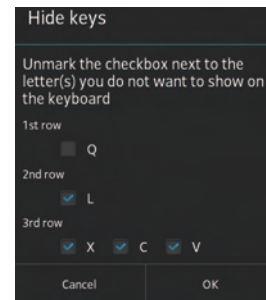 Hide keys
Unmark the checkbox next to the
letter(s) you do not want to show on
the keyboard
1st row
Q
2nd row
L
3rd row
X C V
Cancel OK